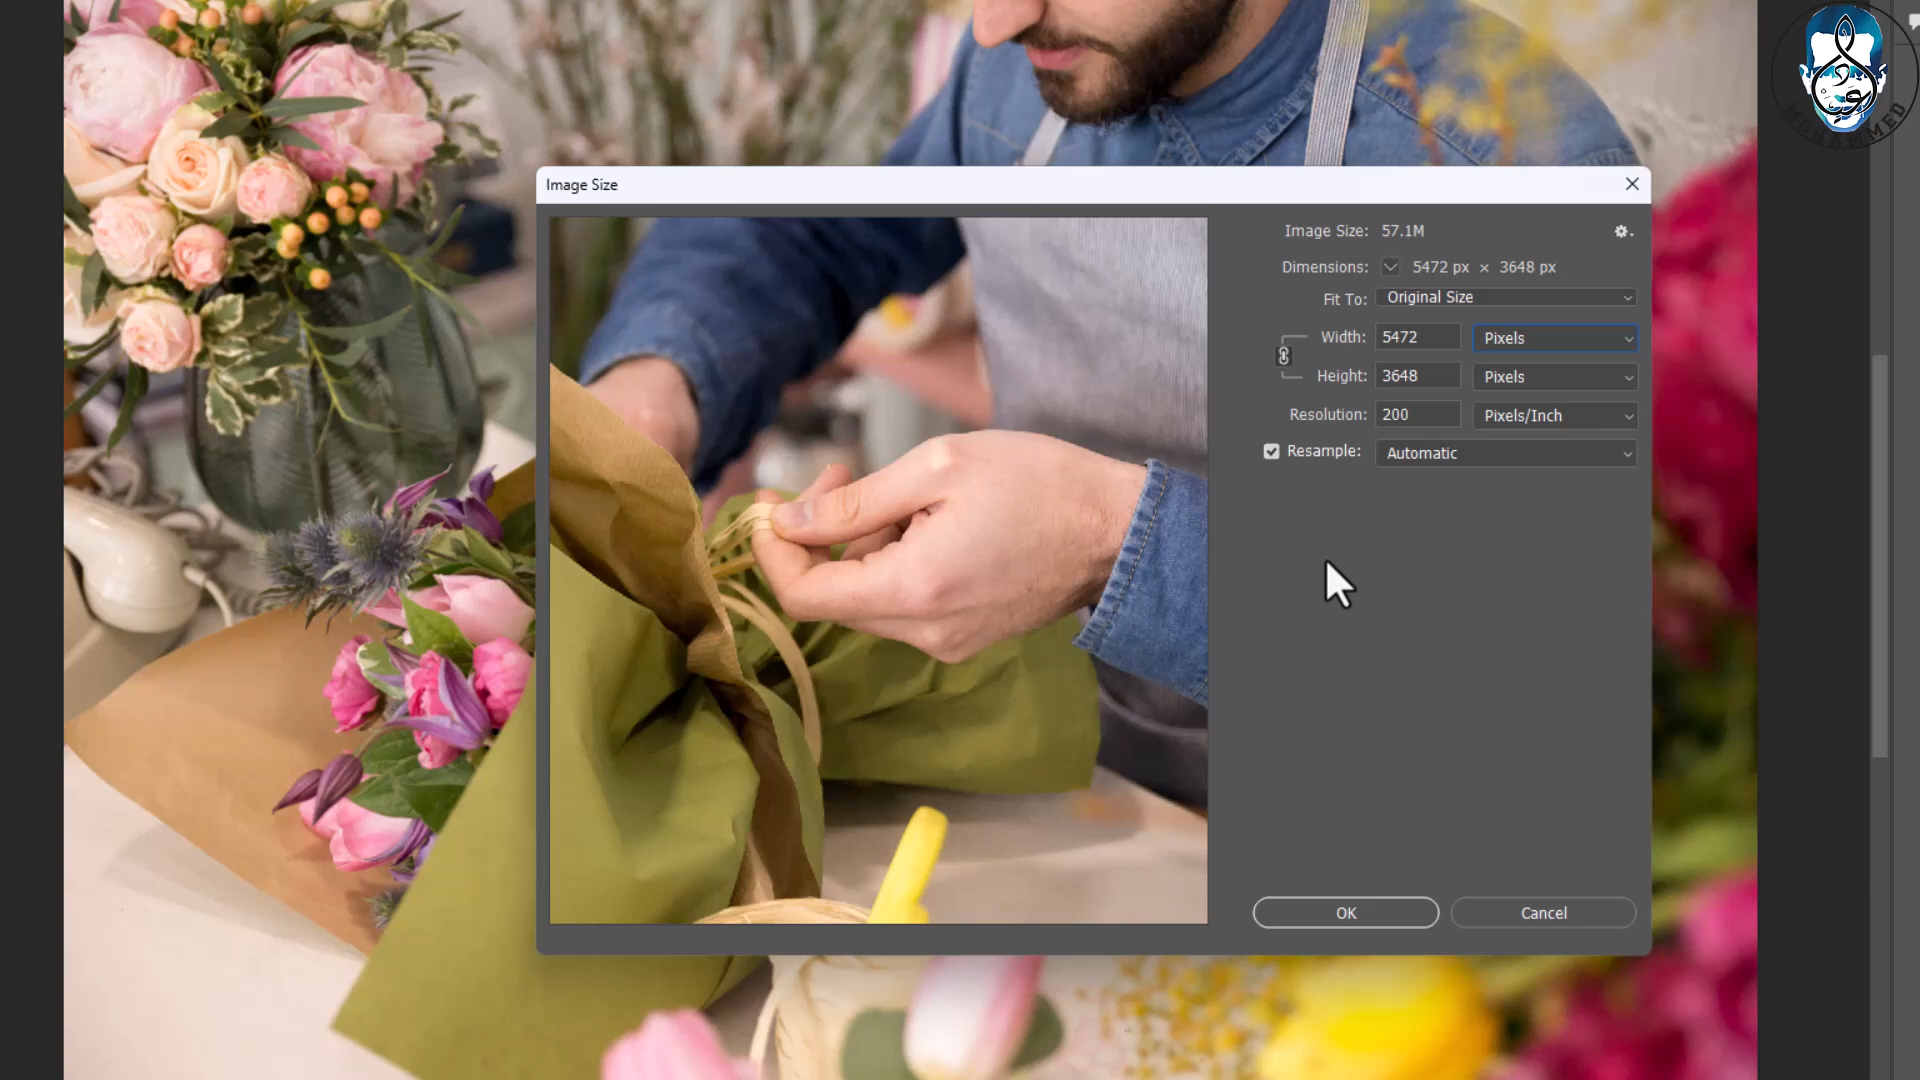 Image Size
Image Size: 57.1M
Dimensions: 5472 px × 3648 px
Fit To: Original Size
Width: 5472 Pixels
Height: 3648 Pixels
Resolution: 200 Pixels/Inch
Resample: Automatic
OK Cancel